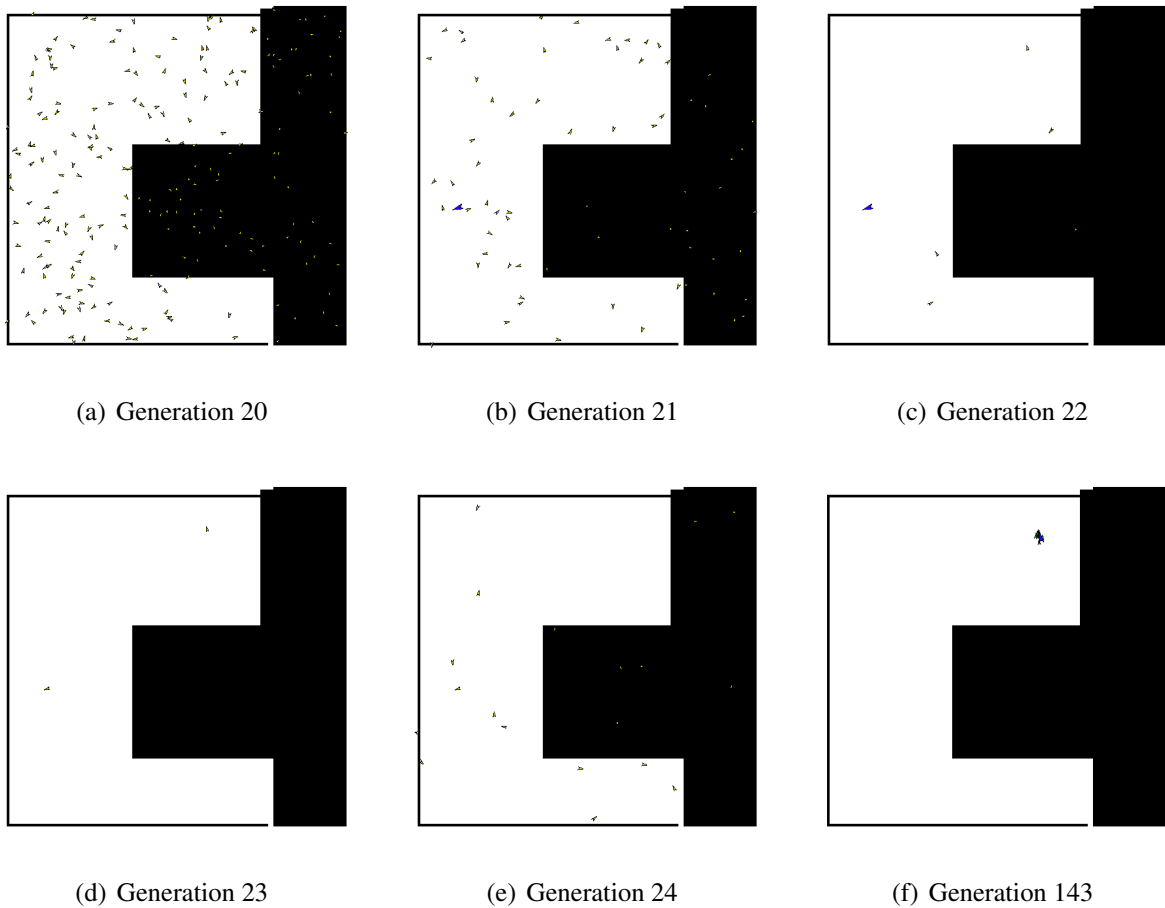 (a) Generation 20
(b) Generation 21
(c) Generation 22
(d) Generation 23
(e) Generation 24
(f) Generation 143